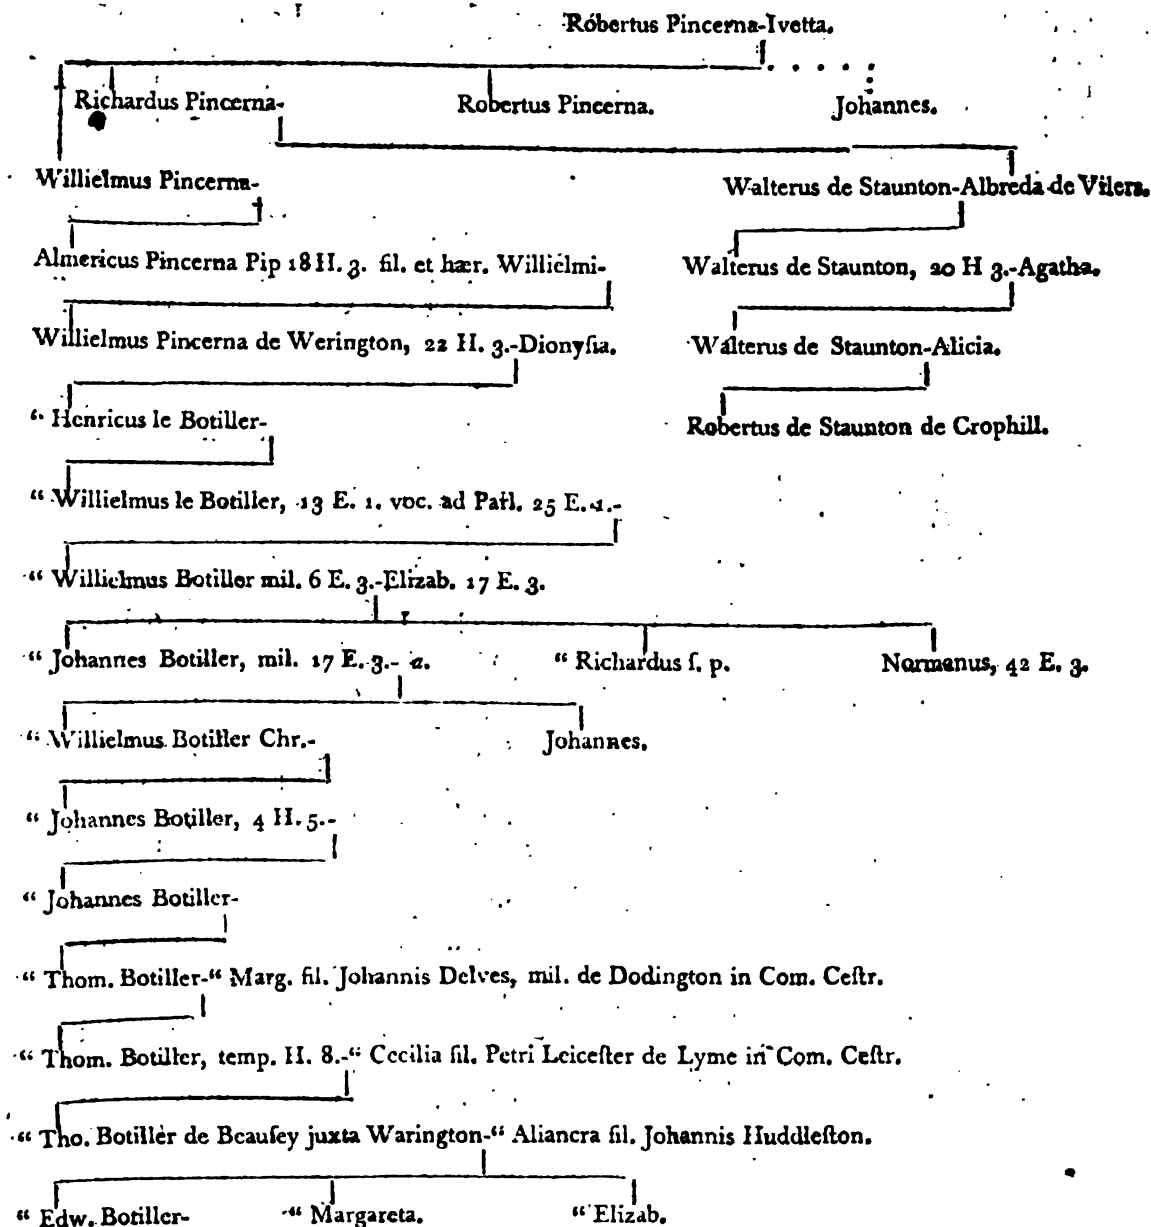 Robertus Pincerna-Ivetta.
Richardus Pincerna- Robertus Pincerna. Johannes.
Willielmus Pincerna- Walterus de Staunton-Albreda de Vilers.
Almericus Pincerna Pip 18 H. 3. fil. et hær. Willielmi- Walterus de Staunton, 20 H 3.-Agatha.
Willielmus Pincerna de Werington, 22 H. 3.-Dionyſia. Walterus de Staunton-Alicia.
“ Henricus le Botiller- Robertus de Staunton de Crophill.
“ Willielmus le Botiller, 13 E. 1. voc. ad Parl. 25 E. 1.-
“ Willielmus Botiller mil. 6 E. 3.-Elizab. 17 E. 3.
“ Johannes Botiller, mil. 17 E. 3.- a. “ Richardus ſ. p. Normanus, 42 E. 3.
“ Willielmus Botiller Chr.- Johannes.
“ Johannes Botiller, 4 H. 5.-
“ Johannes Botiller-
“ Thom. Botiller-“ Marg. fil. Johannis Delves, mil. de Dodington in Com. Ceſtr.
“ Thom. Botiller, temp. H. 8.-“ Cecilia fil. Petri Leiceſter de Lyme in Com. Ceſtr.
“ Tho. Botiller de Beauſey juxta Warington-“ Aliancra fil. Johannis Huddleſton.
“ Edw. Botiller- “ Margareta. “ Elizab.